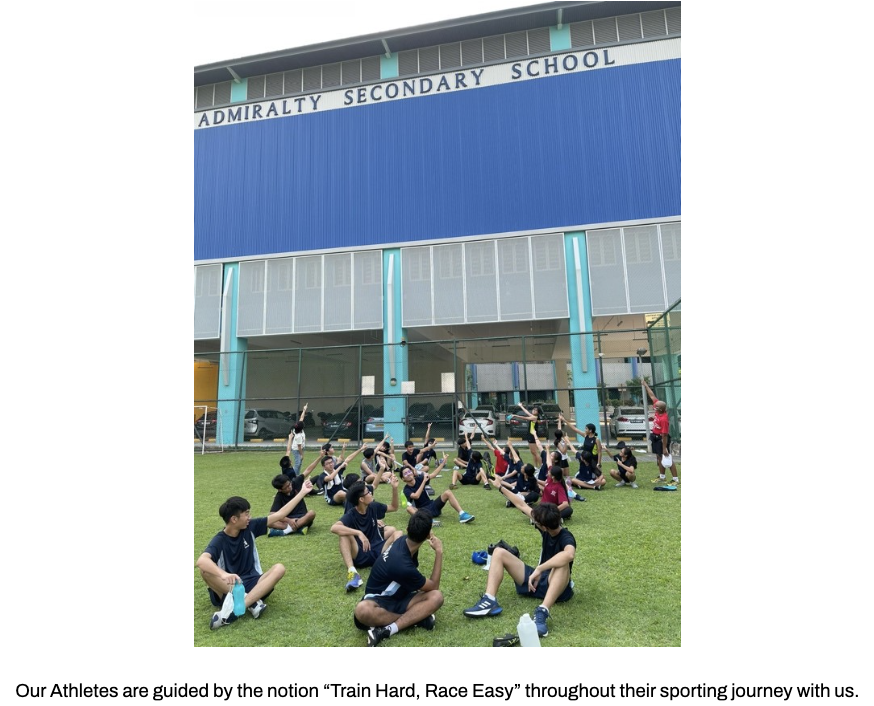 ADMIRALTY SECONDARY SCHOOL
Our Athletes are guided by the notion “Train Hard, Race Easy” throughout their sporting journey with us.